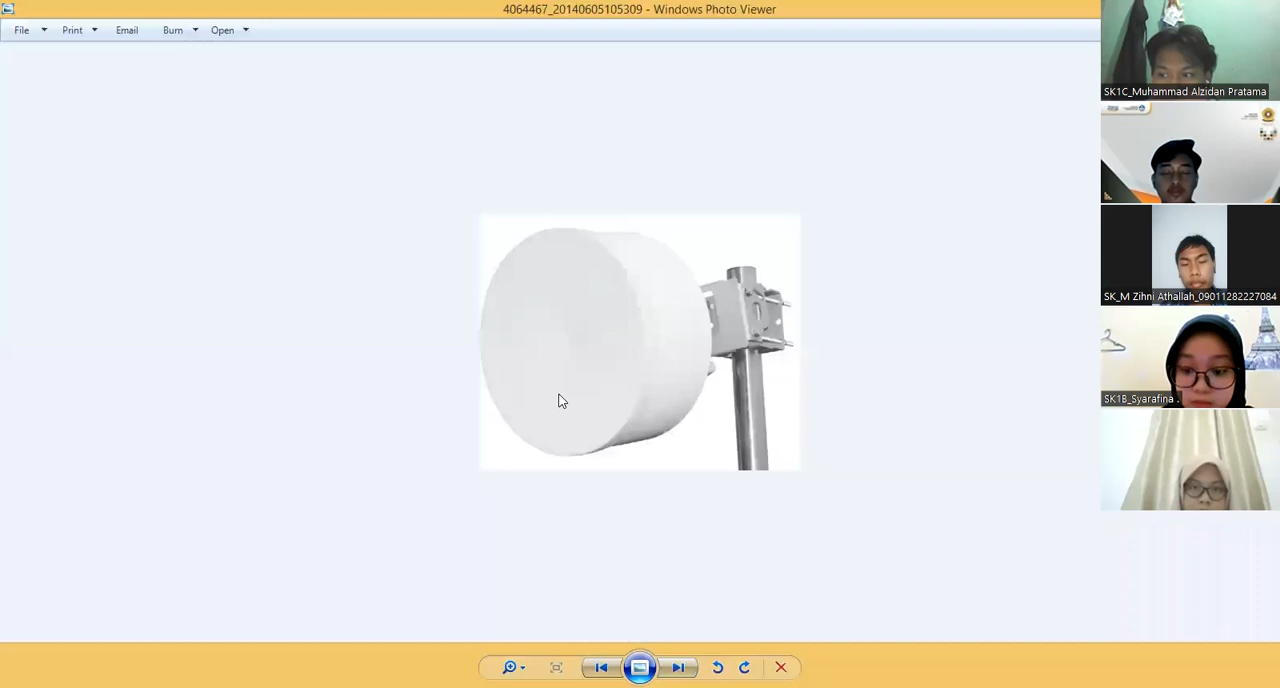 4064467_20140605105309 - Windows Photo Viewer
File Print Email Burn Open
SK1C_Muhammad Alzidan Pratama
SK_M Zihni Athallah_09011282227084
SK1B_Syarafina .